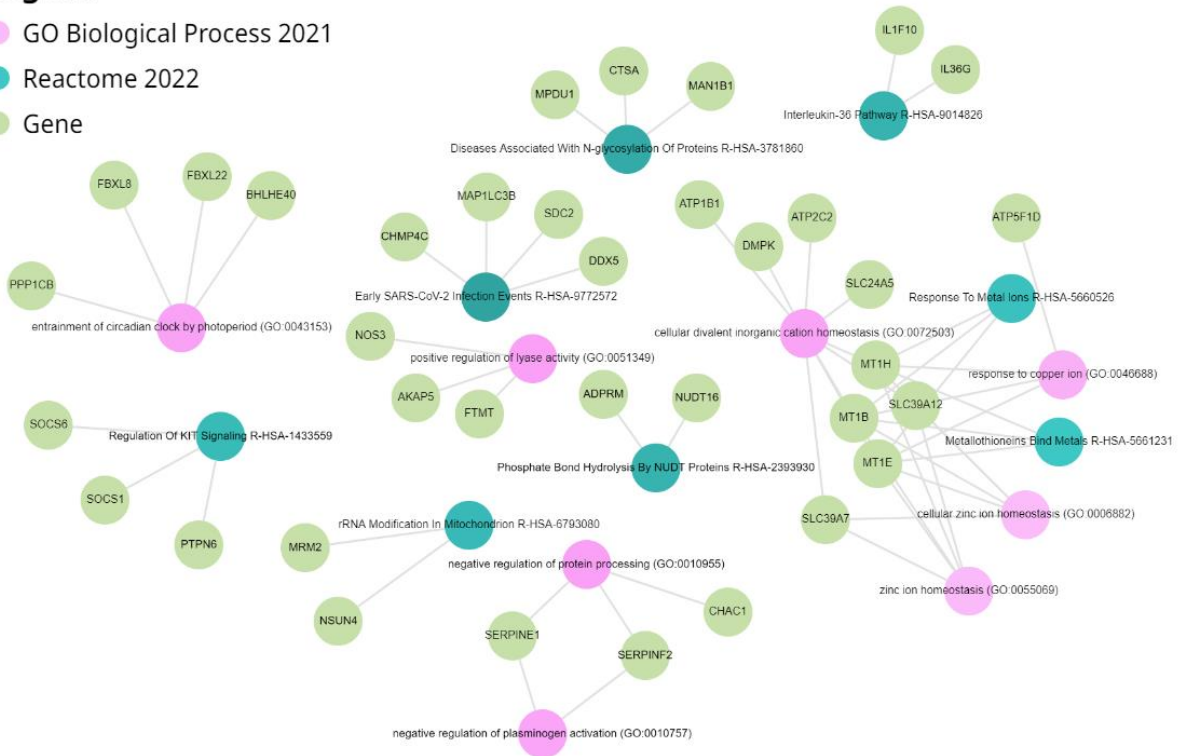 GO Biological Process 2021
Reactome 2022
Gene
IL1F10
IL36G
Interleukin-36 Pathway R-HSA-9014826
CTSA
MPDU1
MAN1B1
Diseases Associated With N-glycosylation Of Proteins R-HSA-3781860
FBXL8
FBXL22
BHLHE40
PPP1CB
entrainment of circadian clock by photoperiod (GO:0043153)
MAP1LC3B
SDC2
CHMP4C
DDX5
Early SARS-CoV-2 Infection Events R-HSA-9772572
ATP1B1
DMPK
ATP2C2
SLC24A5
cellular divalent inorganic cation homeostasis (GO:0072503)
ATP5F1D
Response To Metal Ions R-HSA-5660526
response to copper ion (GO:0046688)
MT1H
SLC39A12
MT1B
MT1E
Metallothioneins Bind Metals R-HSA-5661231
SLC39A7
cellular zinc ion homeostasis (GO:0006882)
zinc ion homeostasis (GO:0055069)
NOS3
positive regulation of lyase activity (GO:0051349)
AKAP5
FTMT
ADPRM
NUDT16
Phosphate Bond Hydrolysis By NUDT Proteins R-HSA-2393930
SOCS6
Regulation Of KIT Signaling R-HSA-1433559
SOCS1
PTPN6
rRNA Modification In Mitochondrion R-HSA-6793080
MRM2
NSUN4
negative regulation of protein processing (GO:0010955)
CHAC1
SERPINE1
SERPINF2
negative regulation of plasminogen activation (GO:0010757)